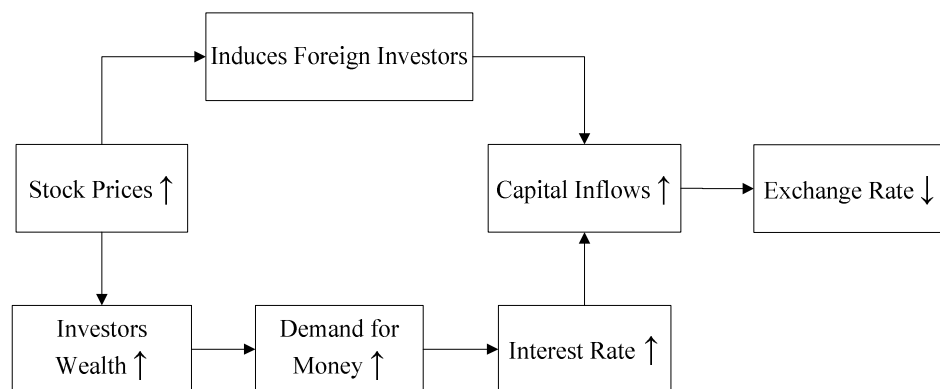 Induces Foreign Investors
Stock Prices ↑
Capital Inflows ↑
Exchange Rate ↓
Investors
Wealth ↑
Demand for
Money ↑
Interest Rate ↑